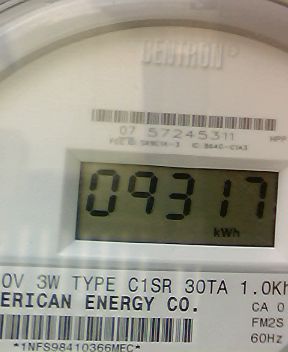 CENTRON®
07 57245311
09317
kWh
0V 3W TYPE C1SR 30TA 1.0Kh
ERICAN ENERGY CO.
CA 0
FM2S
60Hz
*1NFS98410366MEC*